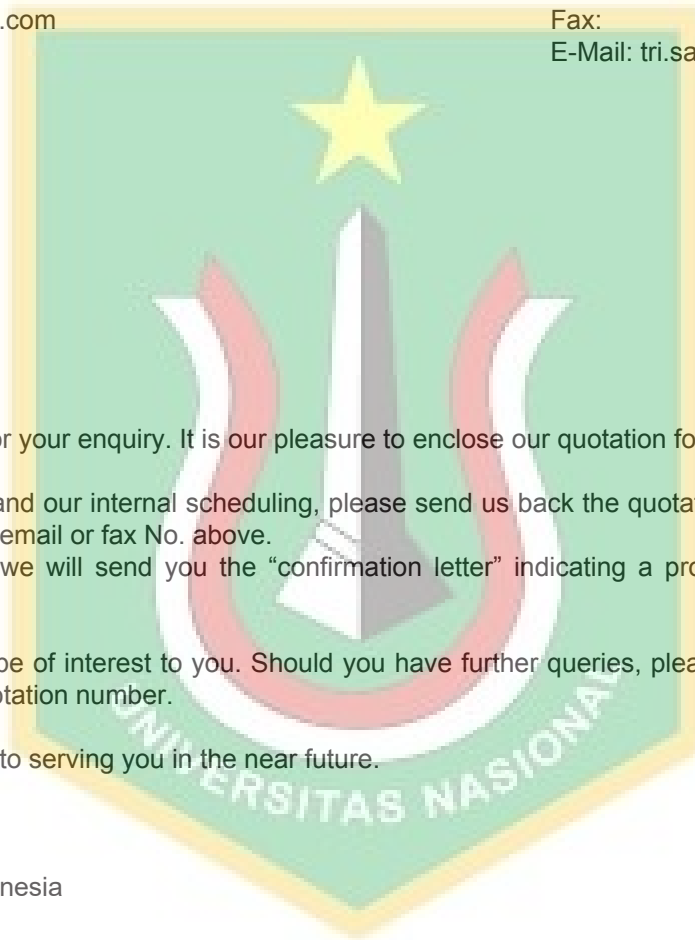 .com
Fax:
E-Mail: tri.sa
r your enquiry. It is our pleasure to enclose our quotation fo
and our internal scheduling, please send us back the quota
email or fax No. above.
we will send you the “confirmation letter” indicating a pro
be of interest to you. Should you have further queries, plea
tation number.
to serving you in the near future.
UNIVERSITAS NASIONAL
nesia